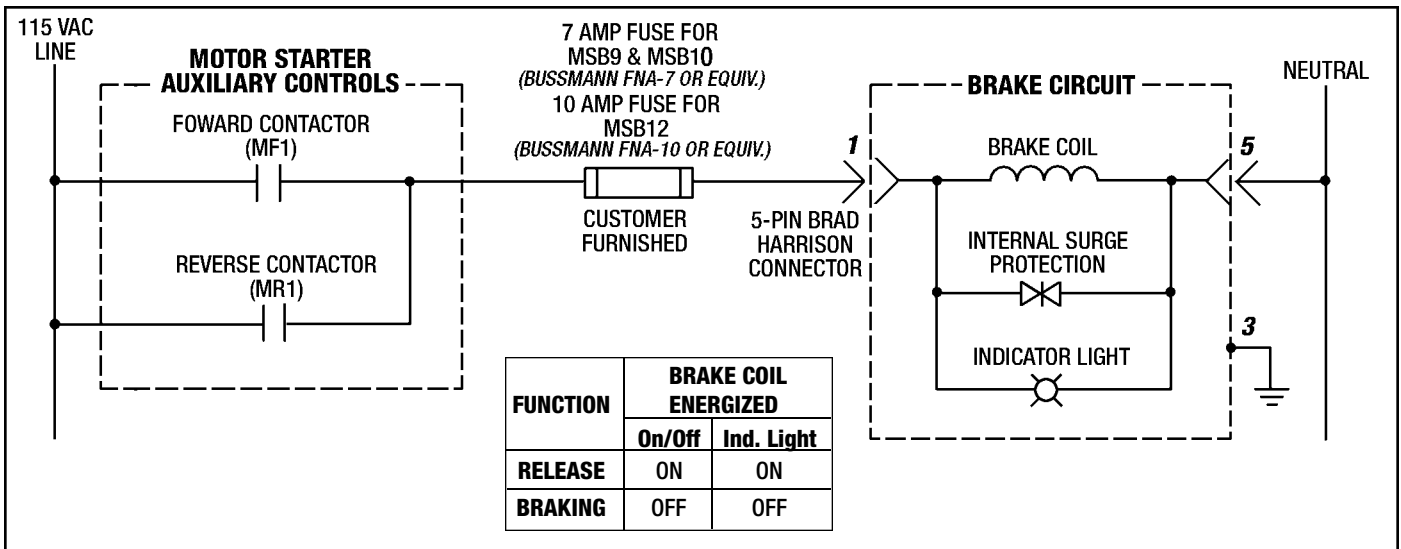 115 VAC
LINE
MOTOR STARTER
AUXILIARY CONTROLS
FOWARD CONTACTOR
(MF1)
REVERSE CONTACTOR
(MR1)
7 AMP FUSE FOR
MSB9 & MSB10
(BUSSMANN FNA-7 OR EQUIV.)
10 AMP FUSE FOR
MSB12
(BUSSMANN FNA-10 OR EQUIV.)
CUSTOMER
FURNISHED
1
5-PIN BRAD
HARRISON
CONNECTOR
BRAKE CIRCUIT
BRAKE COIL
INTERNAL SURGE
PROTECTION
INDICATOR LIGHT
5
3
NEUTRAL
FUNCTION
BRAKE COIL
ENERGIZED
On/Off Ind. Light
RELEASE ON ON
BRAKING OFF OFF